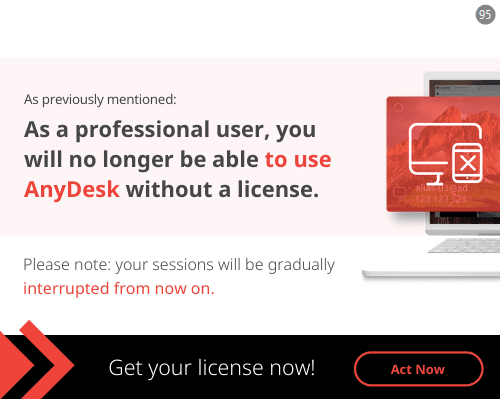 95
As previously mentioned:
As a professional user, you
will no longer be able to use
AnyDesk without a license.
alias-03@ad
123 123 123
Please note: your sessions will be gradually
interrupted from now on.
Get your license now!
Act Now